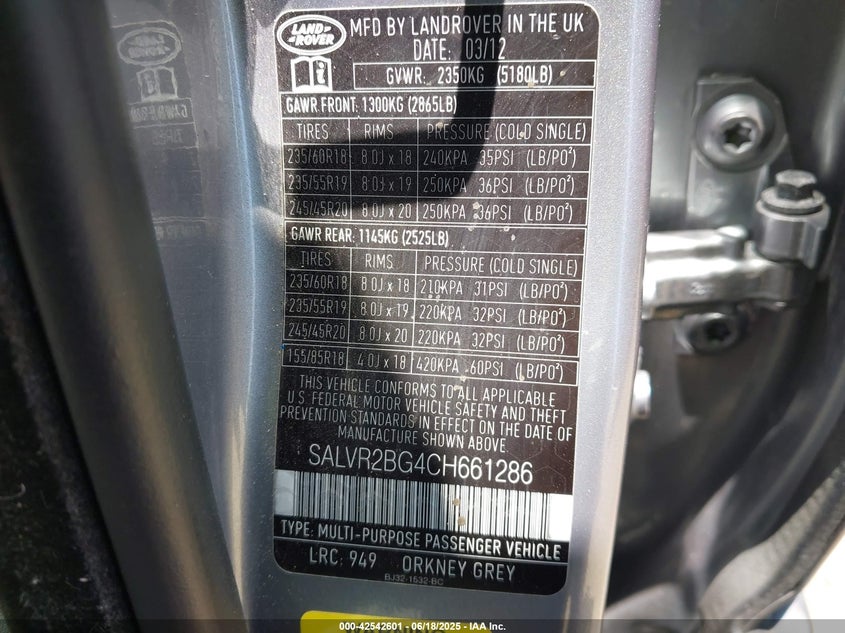 LAND ROVER
MFD BY LANDROVER IN THE UK
DATE: 03/12
GVWR: 2350KG (5180LB)
GAWR FRONT: 1300KG (2865LB)
TIRES RIMS PRESSURE (COLD SINGLE)
235/60R18 8.0J x 18 240KPA 35PSI (LB/PO²)
235/55R19 8.0J x 19 250KPA 36PSI (LB/PO²)
245/45R20 8.0J x 20 250KPA 36PSI (LB/PO²)
GAWR REAR: 1145KG (2525LB)
TIRES RIMS PRESSURE (COLD SINGLE)
235/60R18 8.0J x 18 210KPA 31PSI (LB/PO²)
235/55R19 8.0J x 19 220KPA 32PSI (LB/PO²)
245/45R20 8.0J x 20 220KPA 32PSI (LB/PO²)
155/85R18 4.0J x 18 420KPA 60PSI (LB/PO²)
THIS VEHICLE CONFORMS TO ALL APPLICABLE
U.S. FEDERAL MOTOR VEHICLE SAFETY AND THEFT
PREVENTION STANDARDS IN EFFECT ON THE DATE OF
MANUFACTURE SHOWN ABOVE
SALVR2BG4CH661286
TYPE: MULTI-PURPOSE PASSENGER VEHICLE
LRC: 949 ORKNEY GREY
BJ32-1532-BC
000-42542601 - 06/18/2025 - IAA Inc.